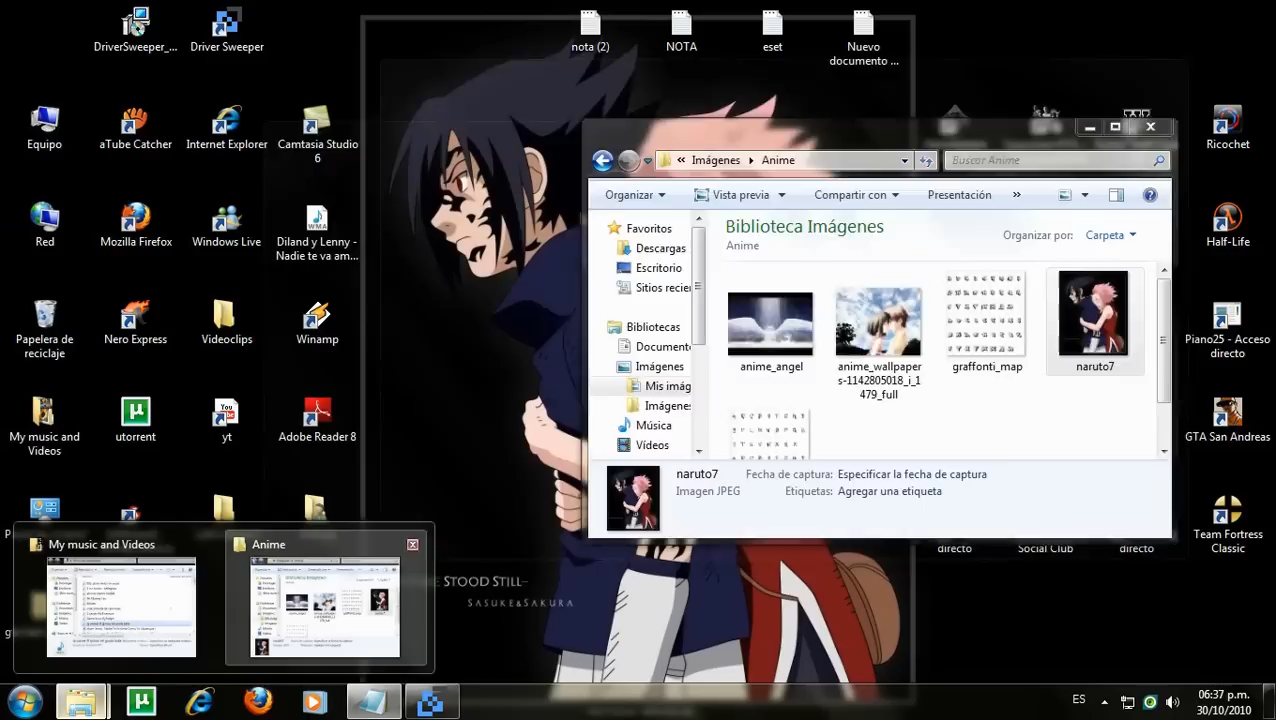 DriverSweeper_...
Driver Sweeper
nota (2)
NOTA
eset
Nuevo
documento ...
Equipo
aTube Catcher
Internet Explorer
Camtasia Studio
6
Ricochet
Red
Mozilla Firefox
Windows Live
WMA
Diland y Lenny -
Nadie te va am...
Half-Life
Papelera de
reciclaje
Nero Express
Videoclips
Winamp
Piano25 - Acceso
directo
My music and
Videos
utorrent
You
yt
Adobe Reader 8
GTA San Andreas
Team Fortress
Classic
Social Club
Imágenes
Anime
Buscar Anime
Organizar
Vista previa
Compartir con
Presentación
»
Favoritos
Descargas
Escritorio
Sitios recier
Bibliotecas
Document
Imágenes
Mis imág
Imágenes
Música
Vídeos
Biblioteca Imágenes
Anime
Organizar por:
Carpeta
anime_angel
anime_wallpaper
s-1142805018_i_1
479_full
graffonti_map
naruto7
naruto7
Fecha de captura: Especificar la fecha de captura
Imagen JPEG
Etiquetas: Agregar una etiqueta
My music and Videos
Anime
STOOD STILL
ES
06:37 p.m.
30/10/2010